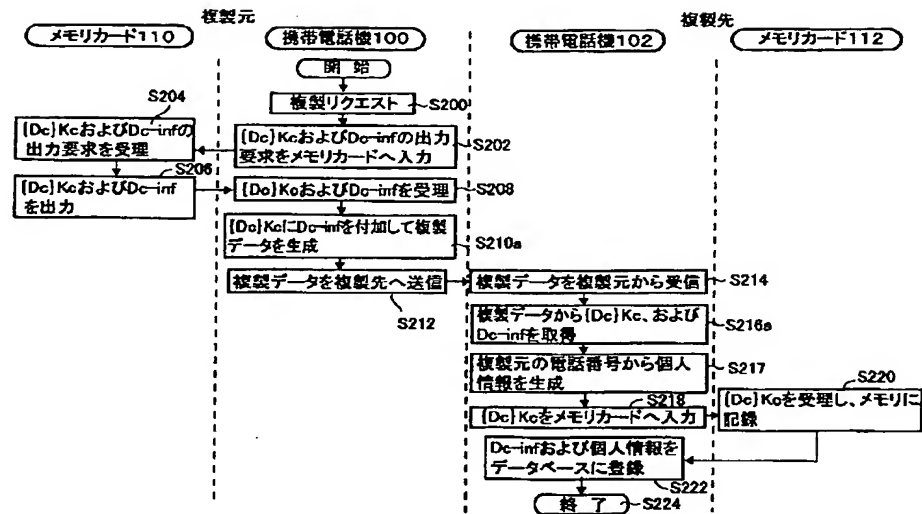 複製元
複製先
メモリカード110
携帯電話機100
携帯電話機102
メモリカード112
開 始
複製リクエスト
S200
S204
{Dc}KcおよびDc-infの
出力要求を受理
{Dc}KcおよびDc-infの出力
要求をメモリカードへ入力
S202
S206
{Dc}KcおよびDc-inf
を出力
{Dc}KcおよびDc-infを受理
S208
{Dc}KcにDc-infを付加して複製
データを生成
S210a
複製データを複製先へ送信
S212
複製データを複製元から受信
S214
複製データから{Dc}Kc、および
Dc-infを取得
S216a
複製元の電話番号から個人
情報を生成
S217
S218
{Dc}Kcをメモリカードへ入力
S220
{Dc}Kcを受理し、メモリに
記録
Dc-infおよび個人情報を
データベースに登録
S222
終 了
S224